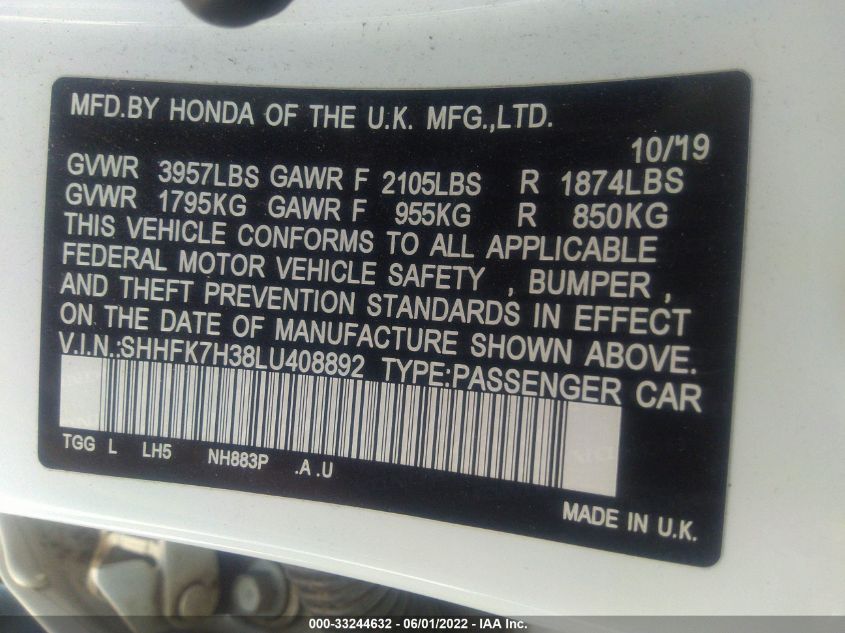 MFD.BY HONDA OF THE U.K. MFG.,LTD.
10/'19
GVWR 3957LBS GAWR F 2105LBS R 1874LBS
GVWR 1795KG GAWR F 955KG R 850KG
THIS VEHICLE CONFORMS TO ALL APPLICABLE
FEDERAL MOTOR VEHICLE SAFETY , BUMPER ,
AND THEFT PREVENTION STANDARDS IN EFFECT
ON THE DATE OF MANUFACTURE SHOWN ABOVE.
V.I.N.:SHHFK7H38LU408892 TYPE:PASSENGER CAR
TGG L LH5 NH883P .A .U
MADE IN U.K.
000-33244632 - 06/01/2022 - IAA Inc.